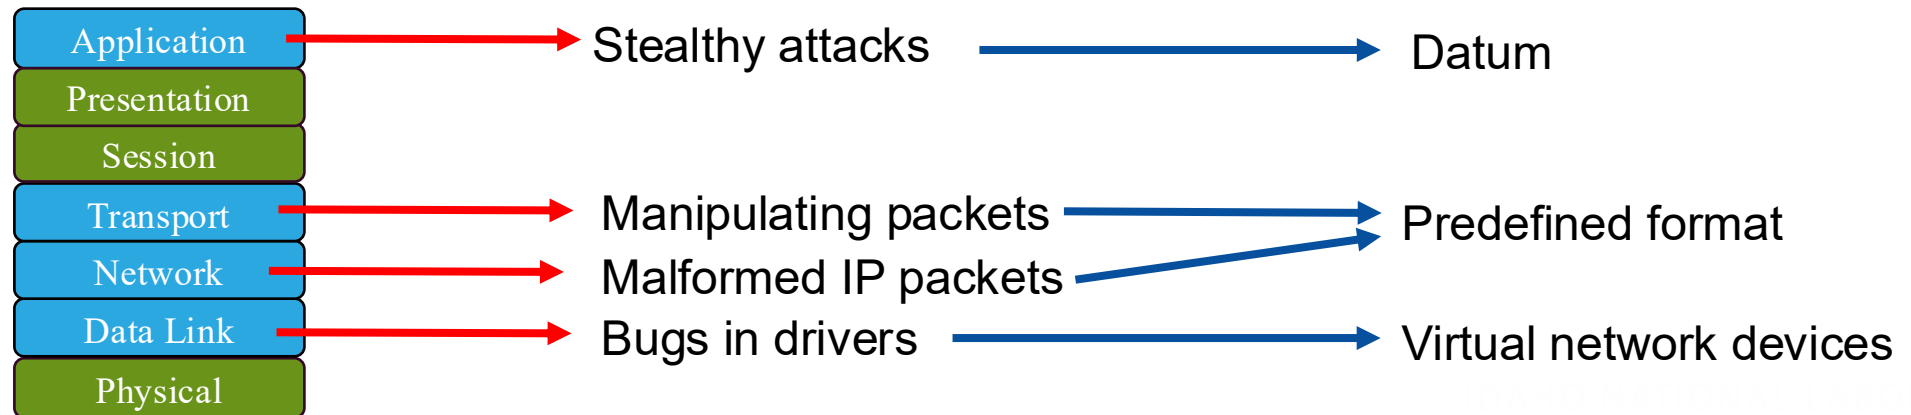 Application
Stealthy attacks
Datum
Presentation
Session
Transport
Manipulating packets
Predefined format
Network
Malformed IP packets
Data Link
Bugs in drivers
Virtual network devices
Physical